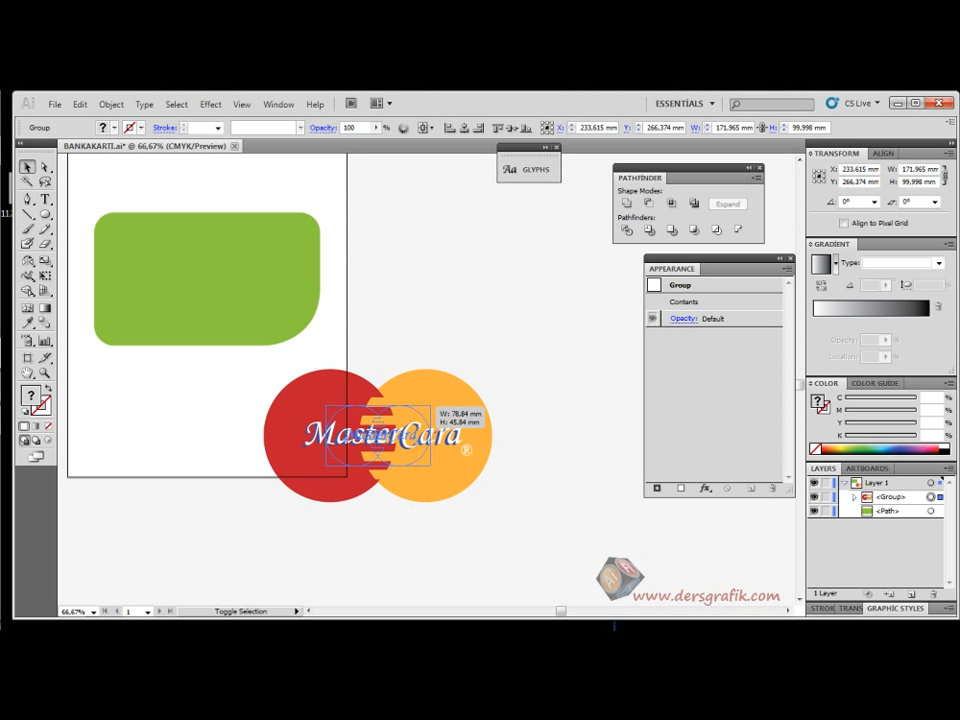 Ai File Edit Object Type Select Effect View Window Help Br ESSENTIALS CS Live
Group ? Stroke: Opacity: 100 % X: 233.615 mm Y: 266.374 mm W: 171.965 mm H: 99.998 mm
BANKAKARTI.ai* @ 66,67% (CMYK/Preview)
Aa GLYPHS
PATHFINDER
Shape Modes:
Expand
Pathfinders:
APPEARANCE
Group
Contents
Opacity: Default
fx
TRANSFORM ALIGN
X: 233.615 mm W: 171.965 mm
Y: 266.374 mm H: 99.998 mm
0° 0°
Align to Pixel Grid
GRADIENT
Type:
Opacity: %
Location: %
COLOR COLOR GUIDE
? C %
M %
Y %
K %
LAYERS ARTBOARDS
Layer 1
<Group>
<Path>
1 Layer
STROK TRANS GRAPHIC STYLES
T
?
MasterCard
®
W: 78.84 mm
H: 45.84 mm
www.dersgrafik.com
66,67% 1 Toggle Selection